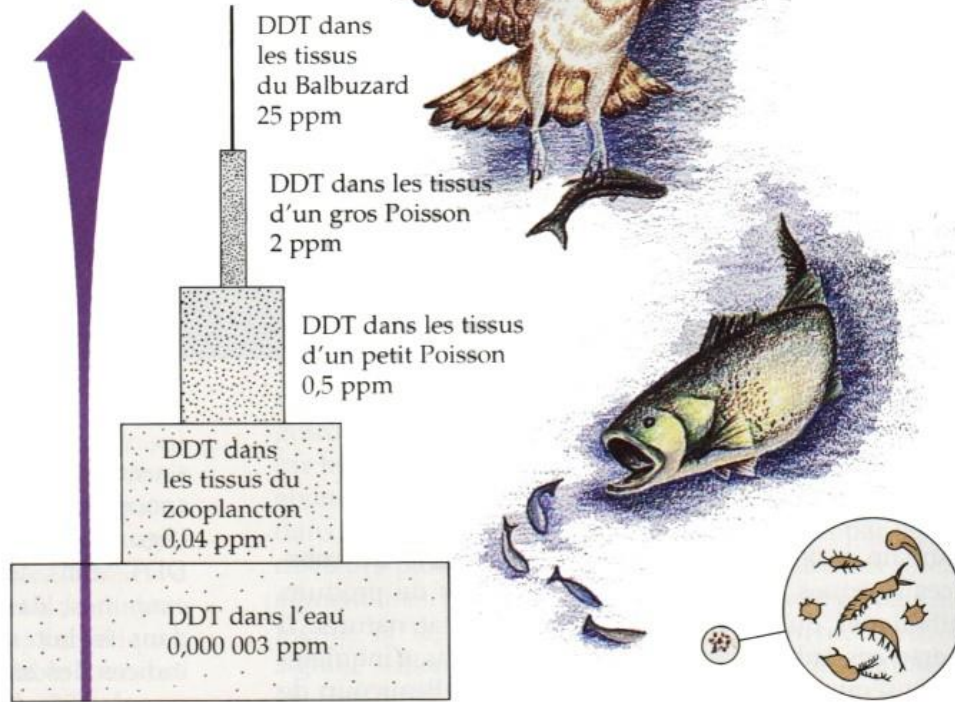 DDT dans
les tissus
du Balbuzard
25 ppm
DDT dans les tissus
d'un gros Poisson
2 ppm
DDT dans les tissus
d'un petit Poisson
0,5 ppm
DDT dans
les tissus du
zooplancton
0,04 ppm
DDT dans l'eau
0,000 003 ppm